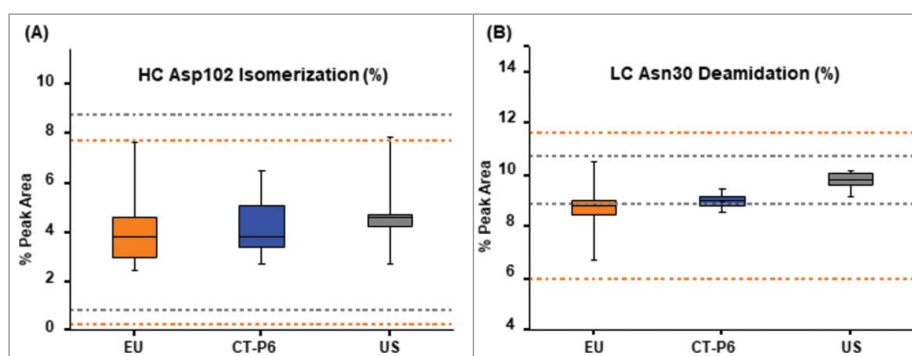 (A)
HC Asp102 Isomerization (%)
% Peak Area
10
8
6
4
2
0
EU
CT-P6
US
(B)
LC Asn30 Deamidation (%)
% Peak Area
14
12
10
8
6
4
EU
CT-P6
US